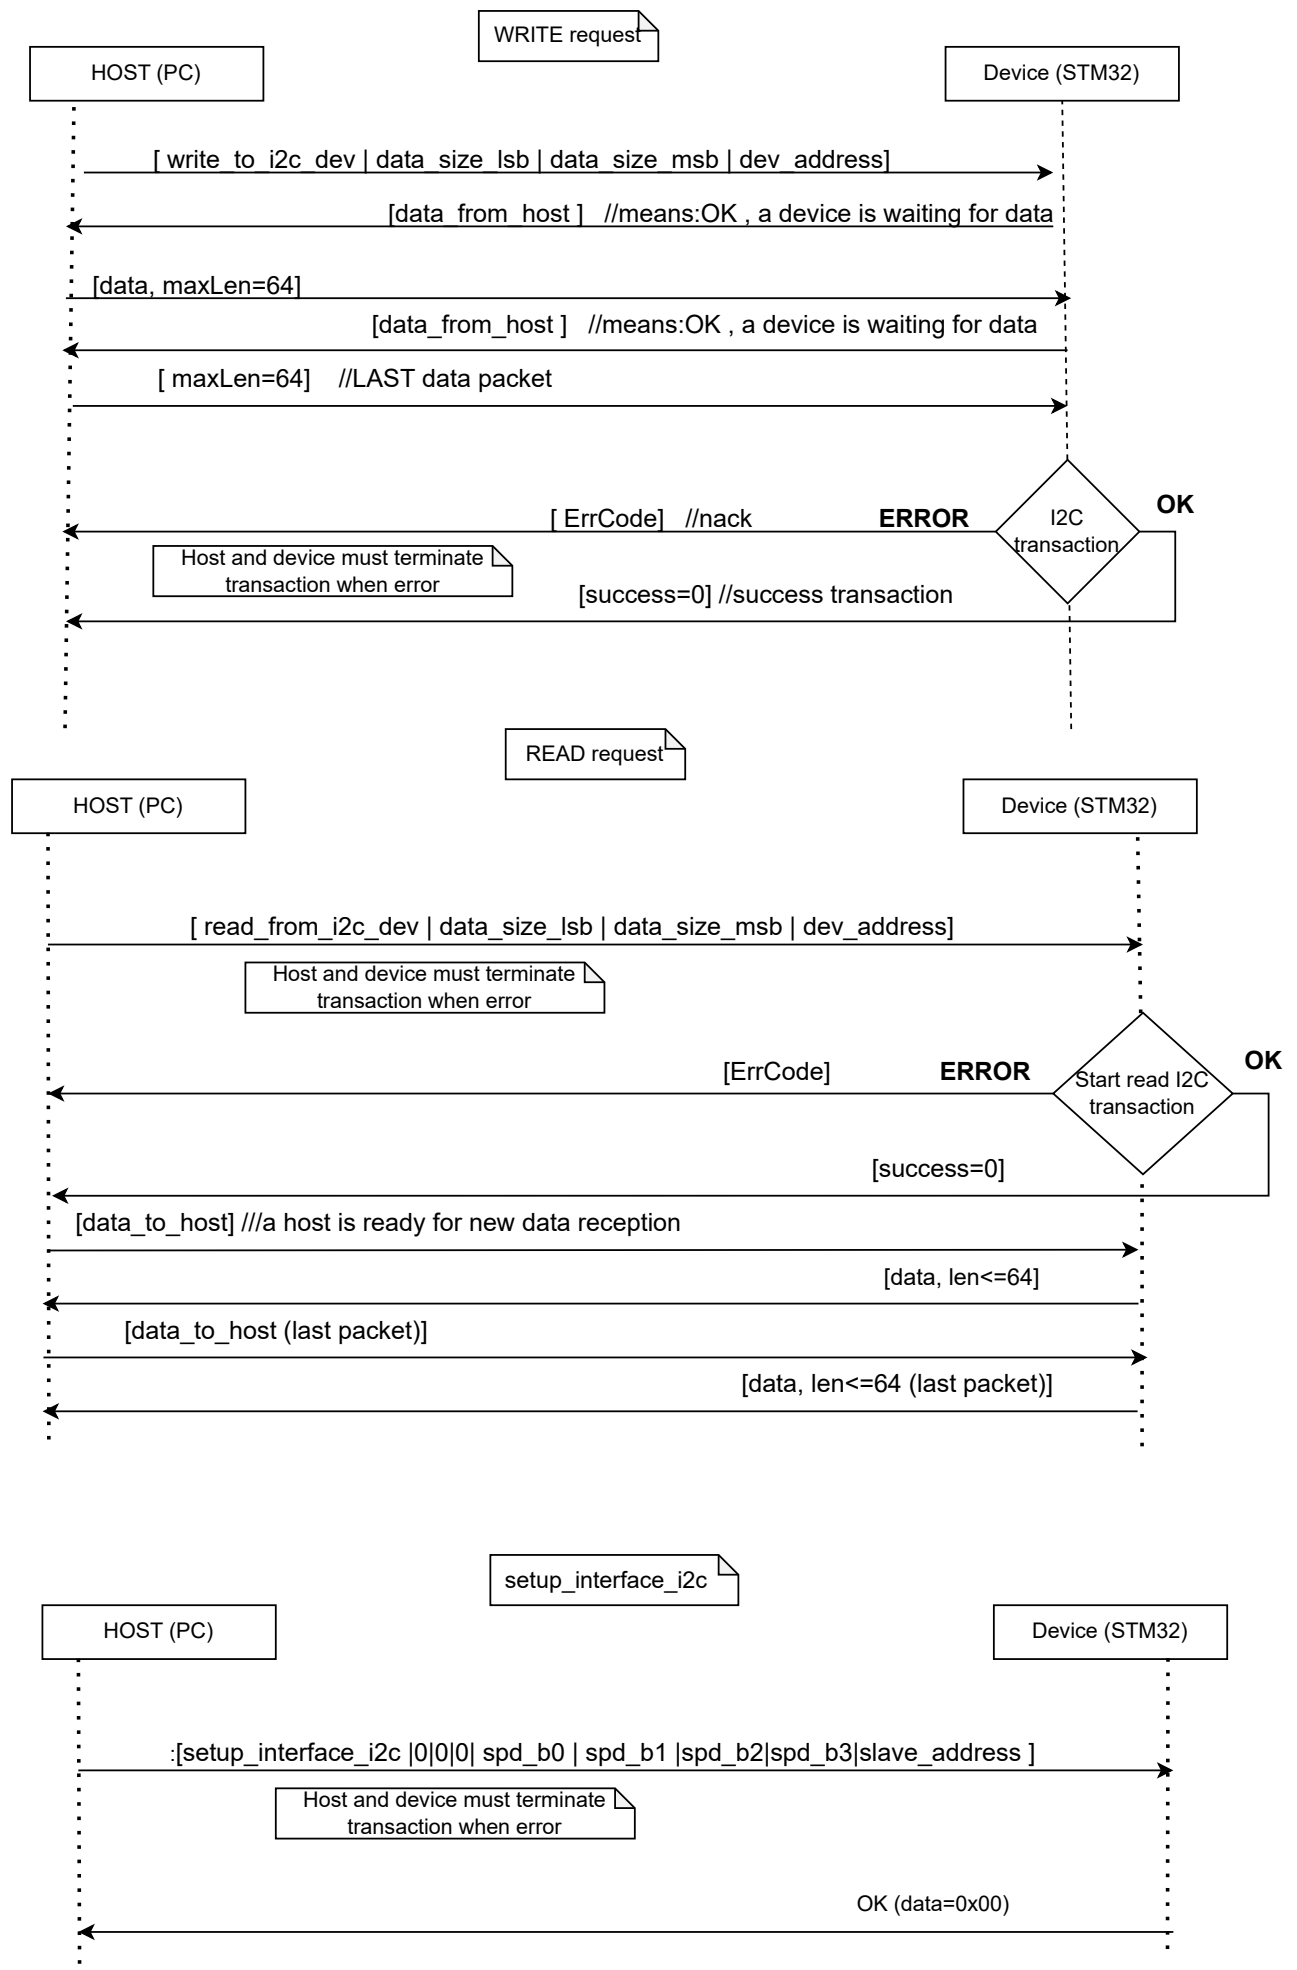 WRITE request
HOST (PC)
Device (STM32)
[ write_to_i2c_dev | data_size_lsb | data_size_msb | dev_address]
[data_from_host ] //means:OK , a device is waiting for data
[data, maxLen=64]
[data_from_host ] //means:OK , a device is waiting for data
[ maxLen=64] //LAST data packet
OK
[ ErrCode] //nack
ERROR
I2C
transaction
Host and device must terminate
transaction when error
[success=0] //success transaction
READ request
HOST (PC)
Device (STM32)
[ read_from_i2c_dev | data_size_lsb | data_size_msb | dev_address]
Host and device must terminate
transaction when error
[ErrCode]
ERROR
OK
Start read I2C
transaction
[success=0]
[data_to_host] ///a host is ready for new data reception
[data, len<=64]
[data_to_host (last packet)]
[data, len<=64 (last packet)]
setup_interface_i2c
HOST (PC)
Device (STM32)
:[setup_interface_i2c |0|0|0| spd_b0 | spd_b1 |spd_b2|spd_b3|slave_address ]
Host and device must terminate
transaction when error
OK (data=0x00)